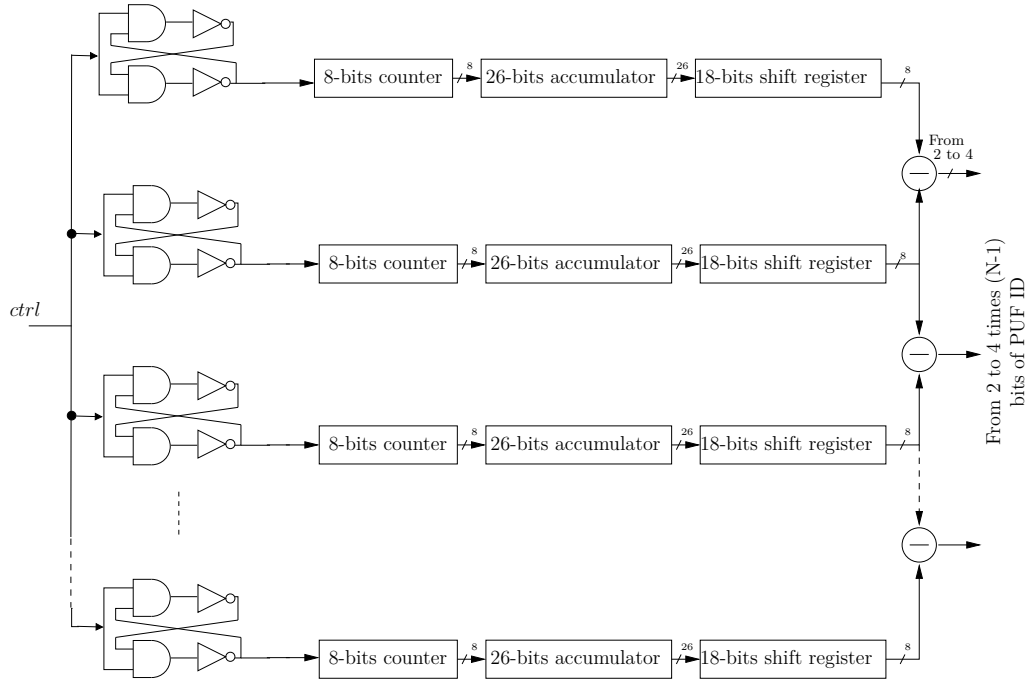 8
26
8
8-bits counter
26-bits accumulator
18-bits shift register
From
2 to 4
8
26
8
8-bits counter
26-bits accumulator
18-bits shift register
ctrl
From 2 to 4 times (N-1)
bits of PUF ID
8
26
8
8-bits counter
26-bits accumulator
18-bits shift register
8
26
8
8-bits counter
26-bits accumulator
18-bits shift register